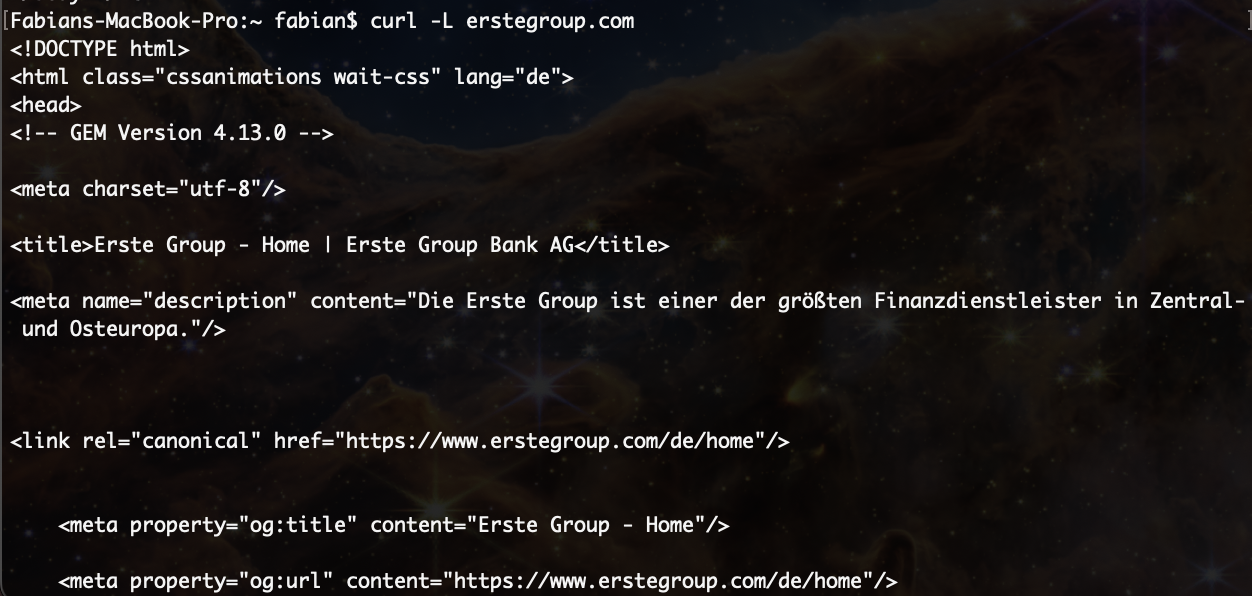 Fabians-MacBook-Pro:~ fabian$ curl -L erstegroup.com
<!DOCTYPE html>
<html class="cssanimations wait-css" lang="de">
<head>
<!-- GEM Version 4.13.0 -->
<meta charset="utf-8"/>
<title>Erste Group - Home | Erste Group Bank AG</title>
<meta name="description" content="Die Erste Group ist einer der größten Finanzdienstleister in Zentral-
und Osteuropa."/>
<link rel="canonical" href="https://www.erstegroup.com/de/home"/>
<meta property="og:title" content="Erste Group - Home"/>
<meta property="og:url" content="https://www.erstegroup.com/de/home"/>